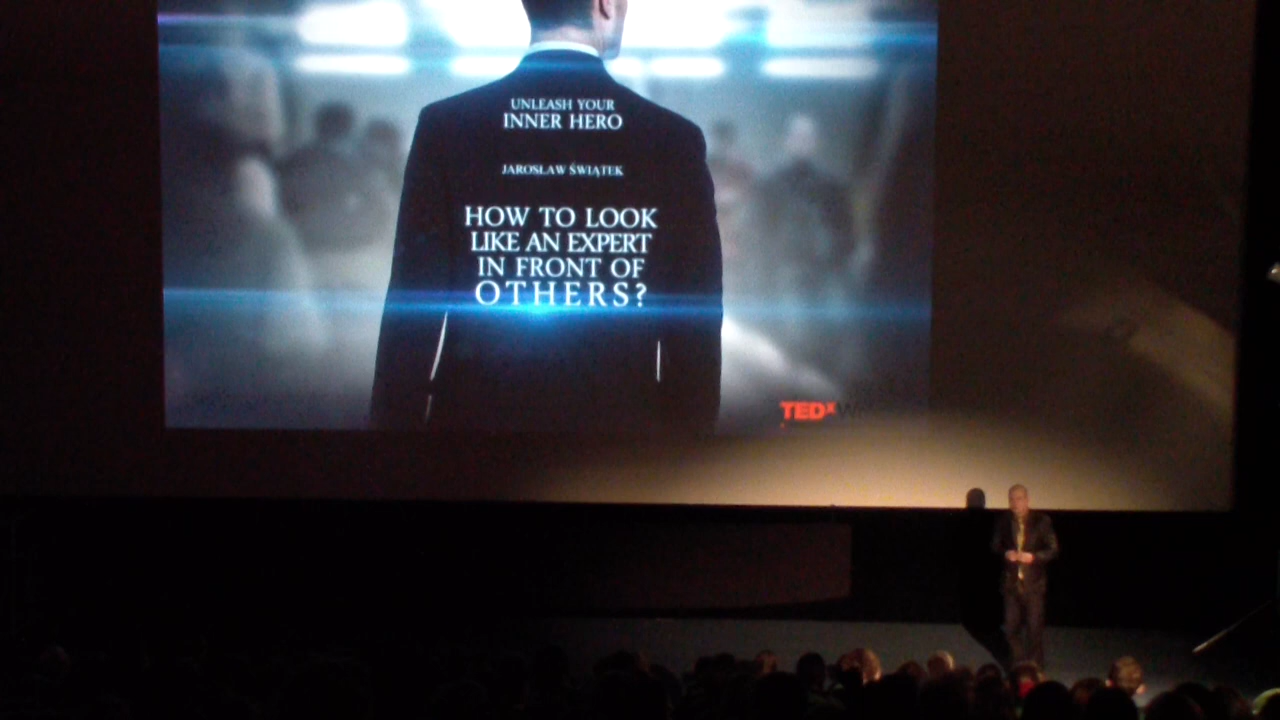 UNLEASH YOUR
INNER HERO
JAROSŁAW ŚWIĄTEK
HOW TO LOOK
LIKE AN EXPERT
IN FRONT OF
OTHERS?
TEDx